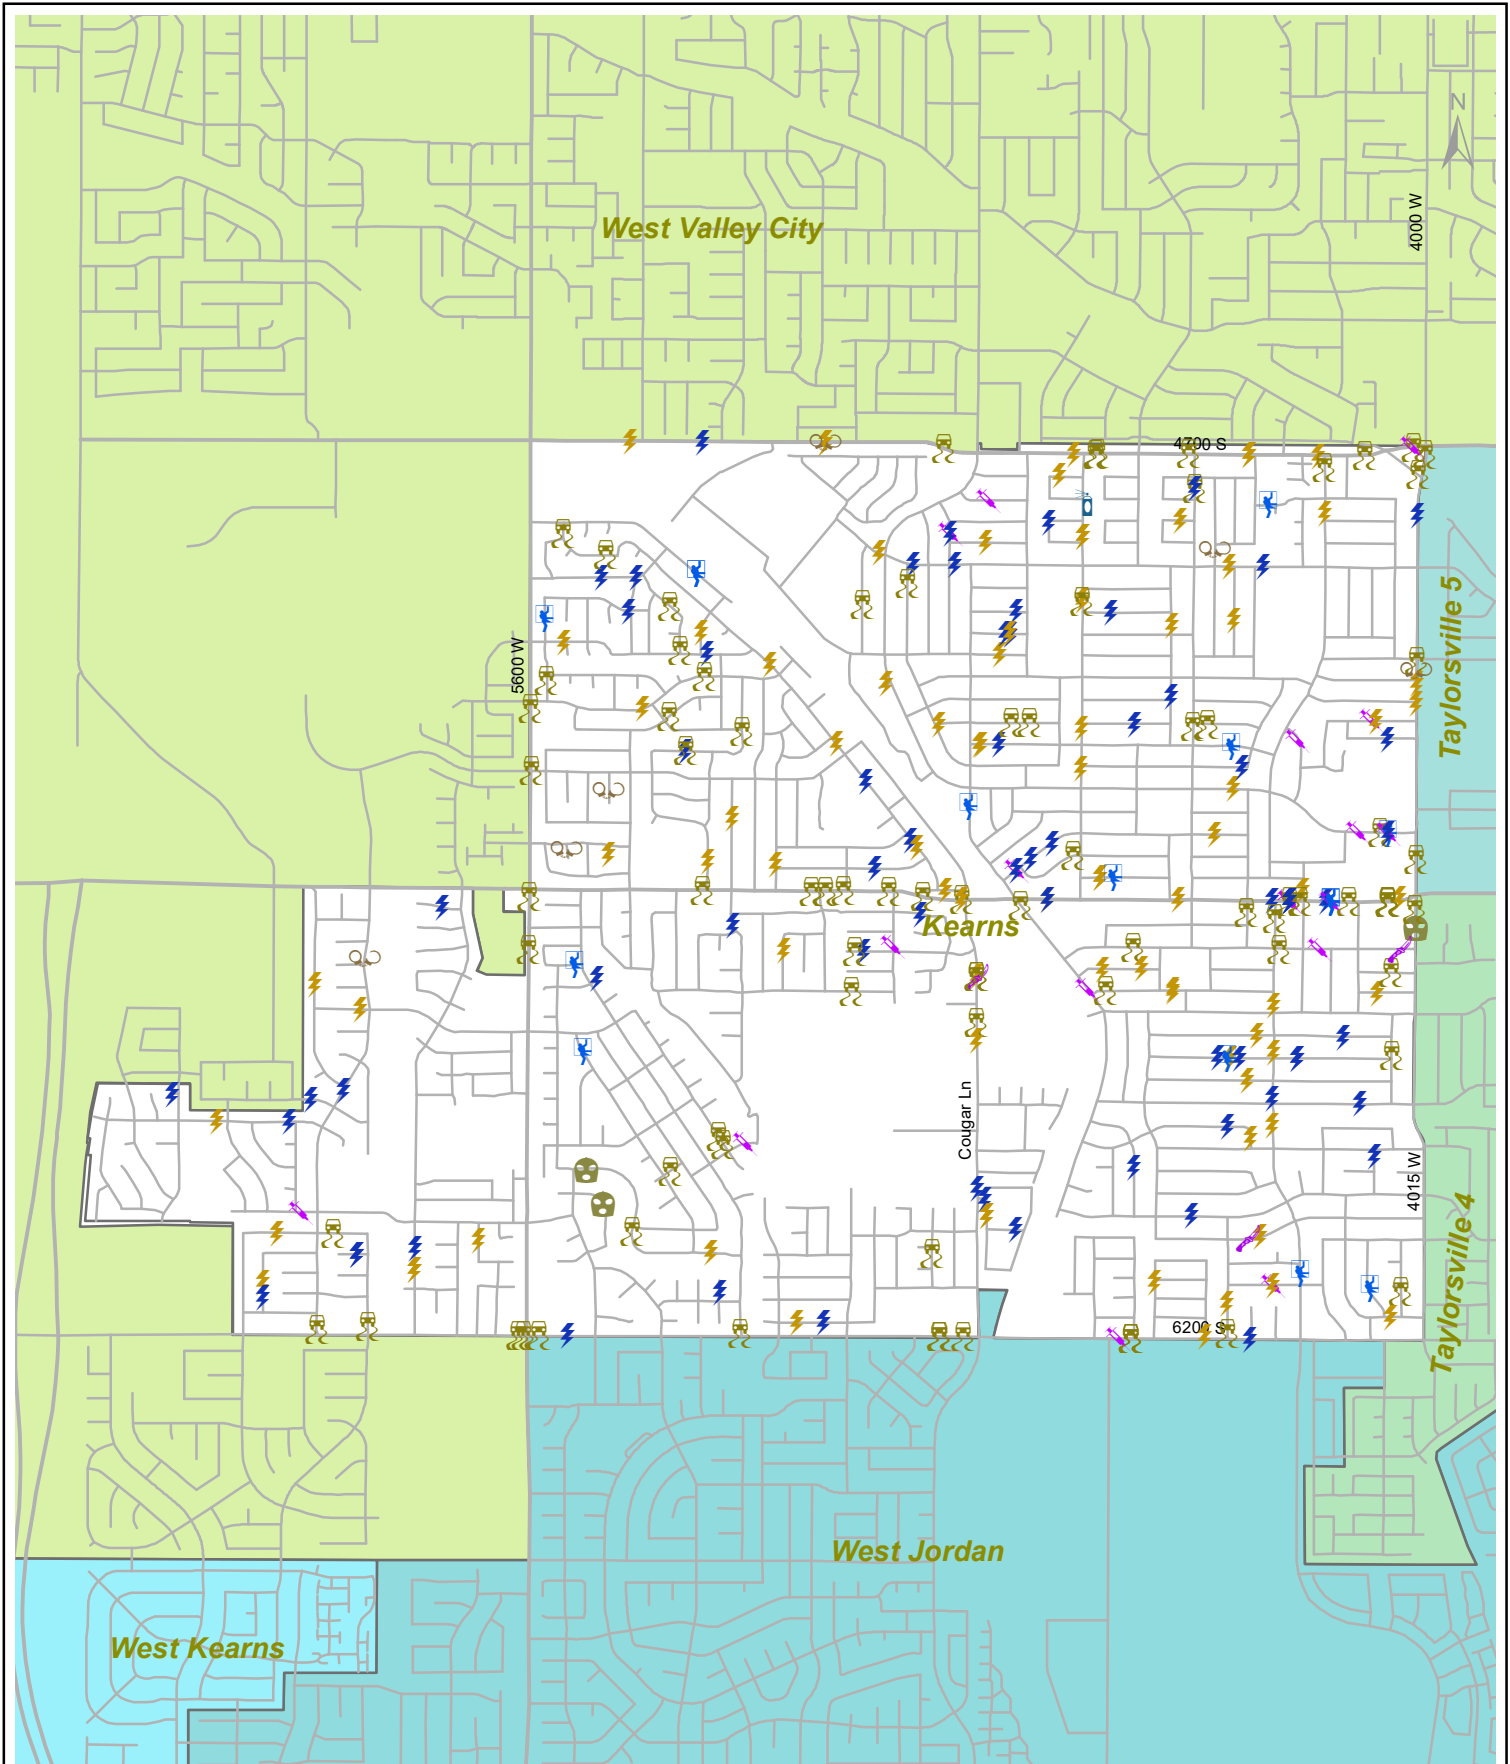 N
4000 W
West Valley City
4700 S
Taylorsville 5
5600 W
Kearns
Cougar Ln
4015 W
Taylorsville 4
6200 S
West Jordan
West Kearns